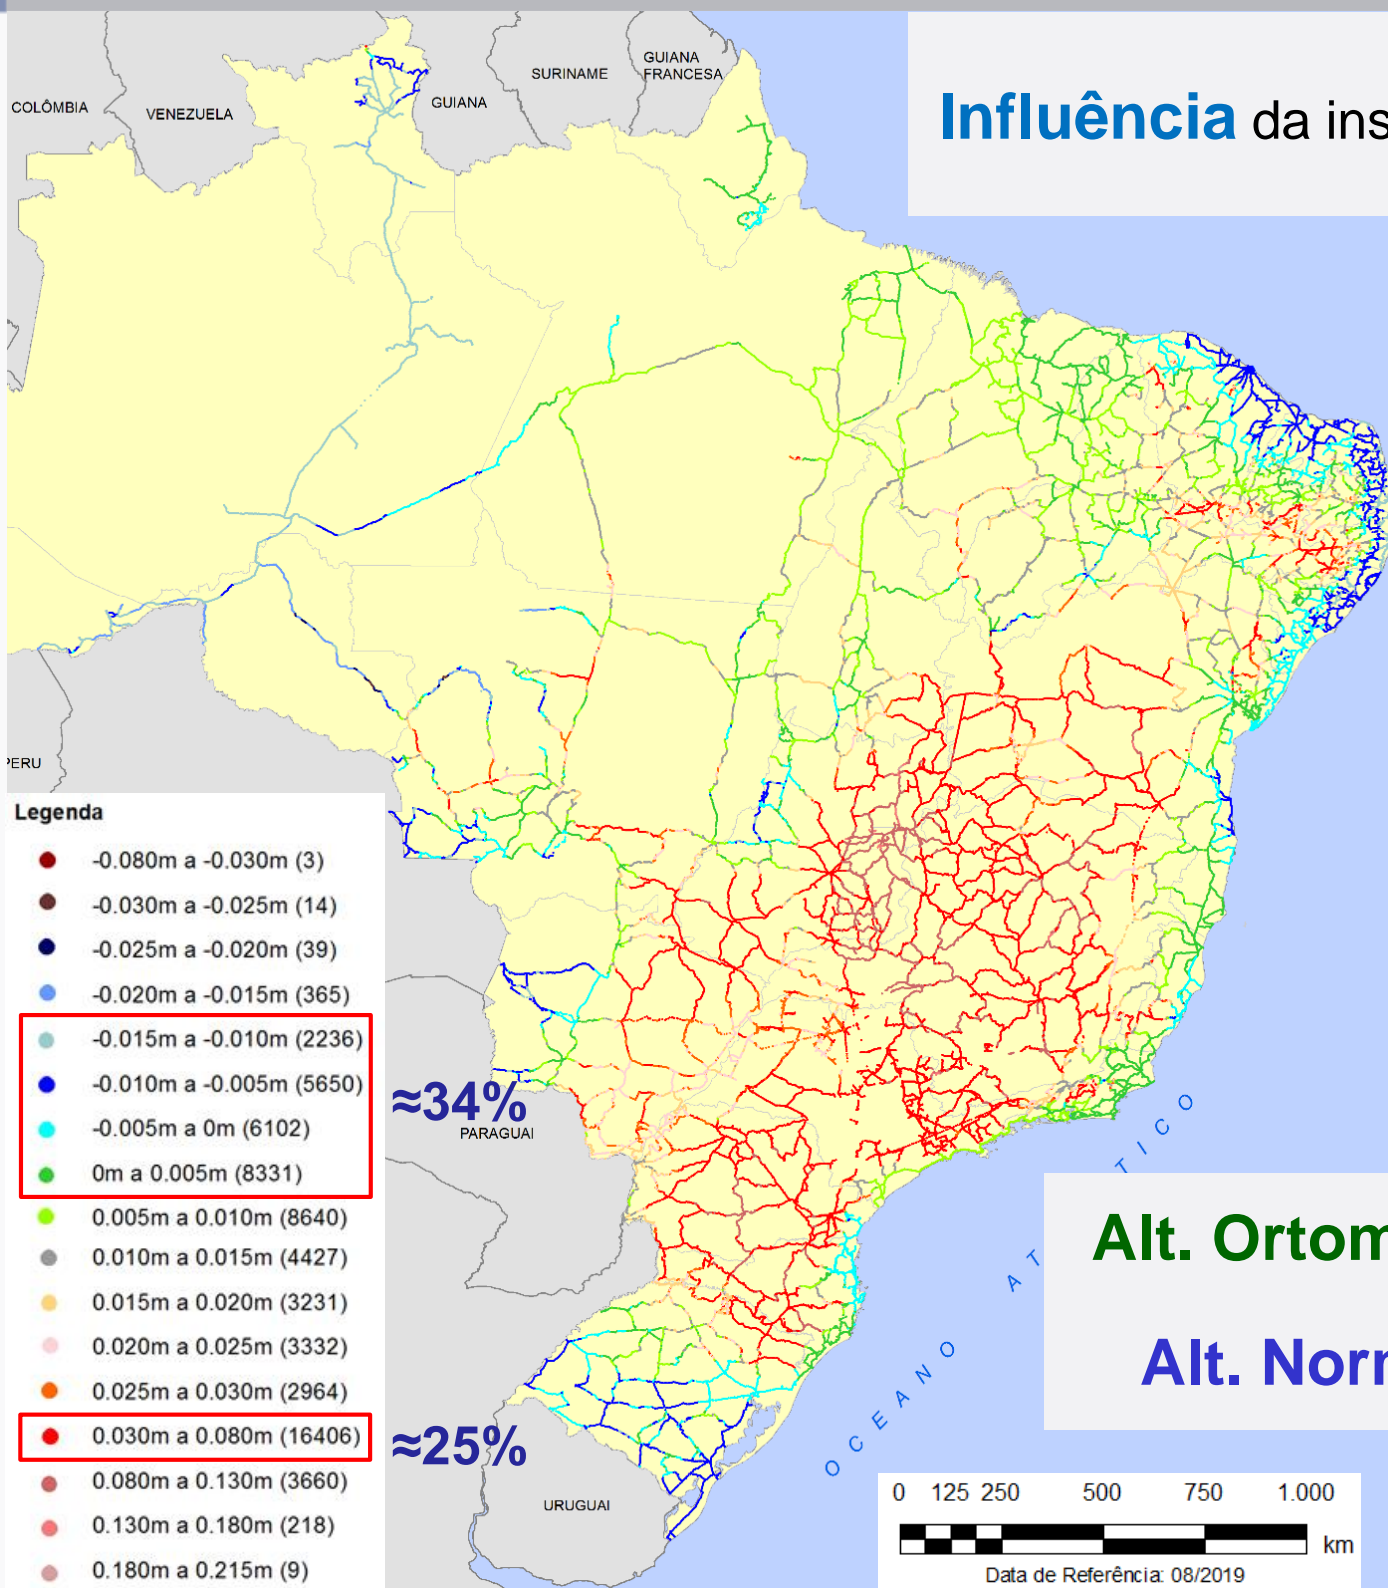 Influência da ins
COLÔMBIA
VENEZUELA
GUIANA
SURINAME
GUIANA
FRANCESA
PERU
Legenda
-0.080m a -0.030m (3)
-0.030m a -0.025m (14)
-0.025m a -0.020m (39)
-0.020m a -0.015m (365)
-0.015m a -0.010m (2236)
-0.010m a -0.005m (5650)
-0.005m a 0m (6102)
0m a 0.005m (8331)
0.005m a 0.010m (8640)
0.010m a 0.015m (4427)
0.015m a 0.020m (3231)
0.020m a 0.025m (3332)
0.025m a 0.030m (2964)
0.030m a 0.080m (16406)
0.080m a 0.130m (3660)
0.130m a 0.180m (218)
0.180m a 0.215m (9)
≈34%
PARAGUAI
≈25%
URUGUAI
OCEANO AT TICO
Alt. Ortom
Alt. Norm
0 125 250 500 750 1.000
km
Data de Referência: 08/2019